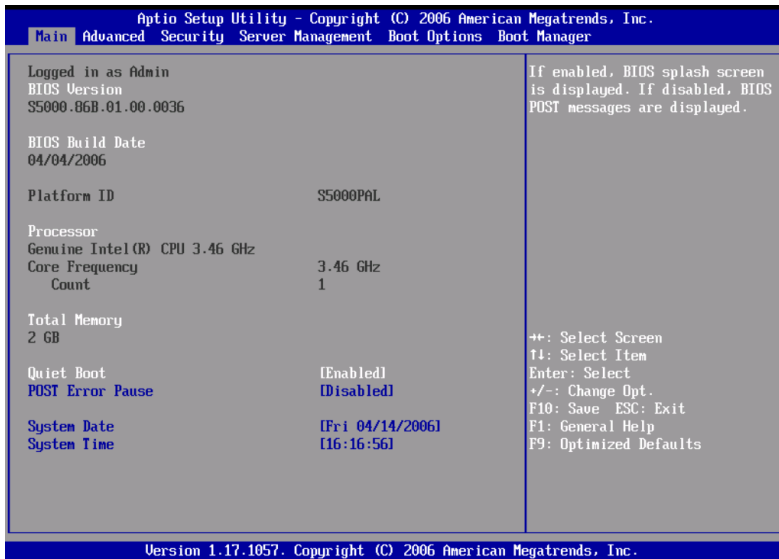 Aptio Setup Utility - Copyright (C) 2006 American Megatrends, Inc.
Main Advanced Security Server Management Boot Options Boot Manager
Logged in as Admin
BIOS Version
S5000.86B.01.00.0036
BIOS Build Date
04/04/2006
Platform ID S5000PAL
Processor
Genuine Intel(R) CPU 3.46 GHz
Core Frequency 3.46 GHz
Count 1
Total Memory
2 GB
Quiet Boot [Enabled]
POST Error Pause [Disabled]
System Date [Fri 04/14/2006]
System Time [16:16:56]
If enabled, BIOS splash screen
is displayed. If disabled, BIOS
POST messages are displayed.
→←: Select Screen
↑↓: Select Item
Enter: Select
+/-: Change Opt.
F10: Save ESC: Exit
F1: General Help
F9: Optimized Defaults
Version 1.17.1057. Copyright (C) 2006 American Megatrends, Inc.